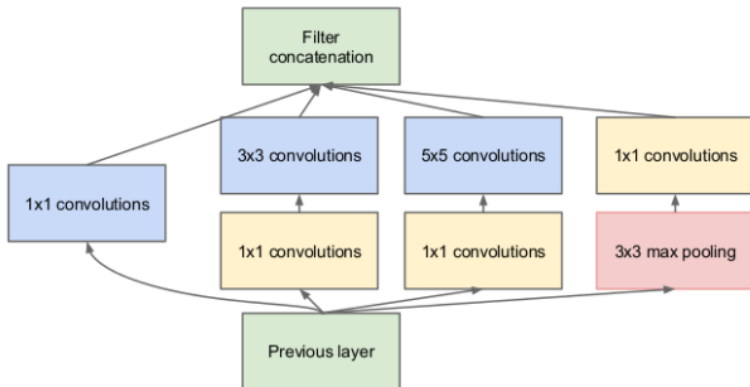 Filter
concatenation
3x3 convolutions
5x5 convolutions
1x1 convolutions
1x1 convolutions
1x1 convolutions
1x1 convolutions
3x3 max pooling
Previous layer